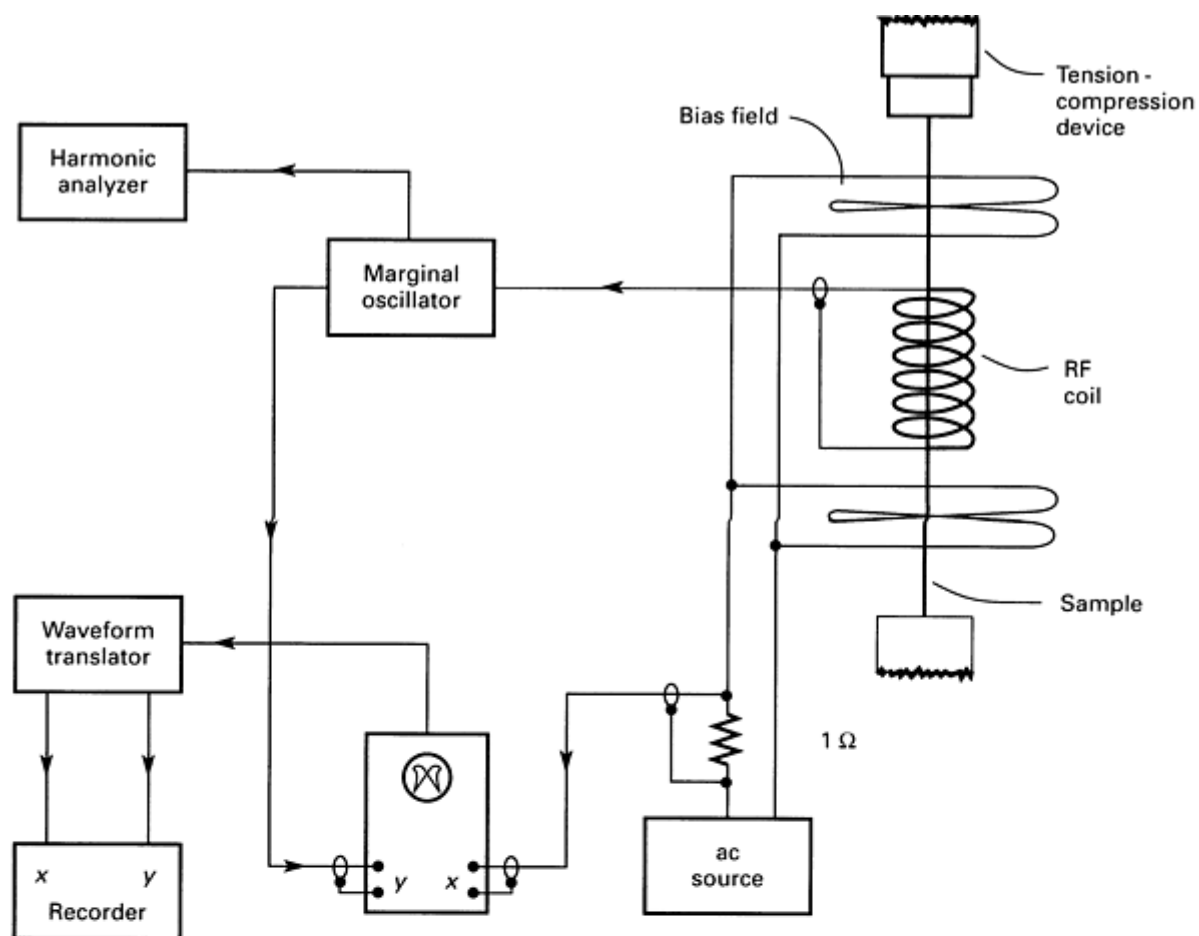 Tension -
compression
device
Bias field
Harmonic
analyzer
Marginal
oscillator
RF
coil
Waveform
translator
Sample
1 Ω
x y
Recorder
y x
ac
source